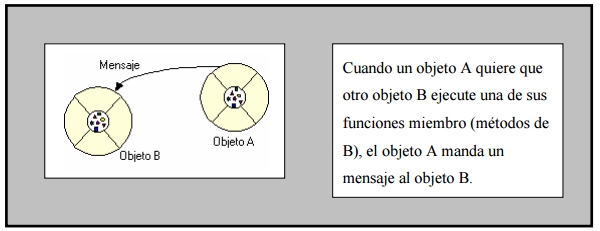 Mensaje
Objeto B
Objeto A
Cuando un objeto A quiere que
otro objeto B ejecute una de sus
funciones miembro (métodos de
B), el objeto A manda un
mensaje al objeto B.